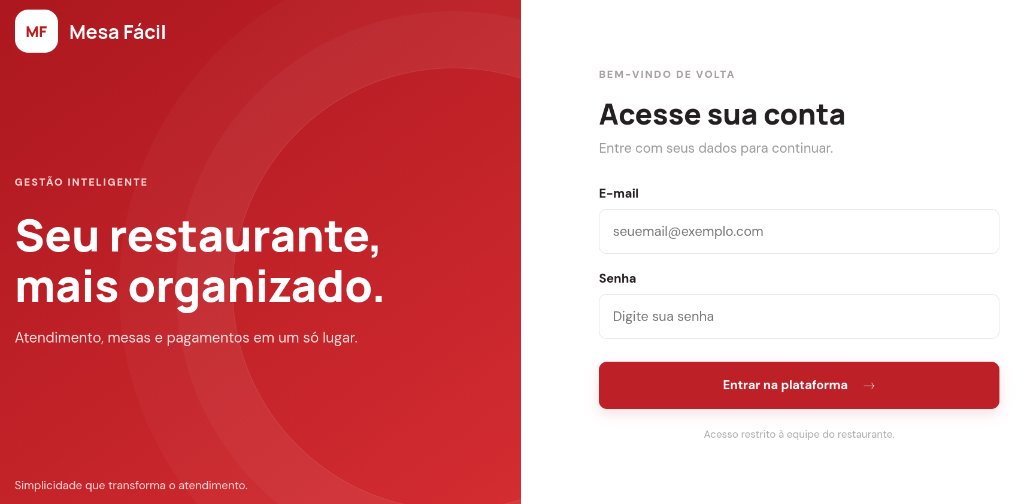 MF
Mesa Fácil
GESTÃO INTELIGENTE
Seu restaurante,
mais organizado.
Atendimento, mesas e pagamentos em um só lugar.
Simplicidade que transforma o atendimento.
BEM-VINDO DE VOLTA
Acesse sua conta
Entre com seus dados para continuar.
E-mail
seuemail@exemplo.com
Senha
Digite sua senha
Entrar na plataforma →
Acesso restrito à equipe do restaurante.